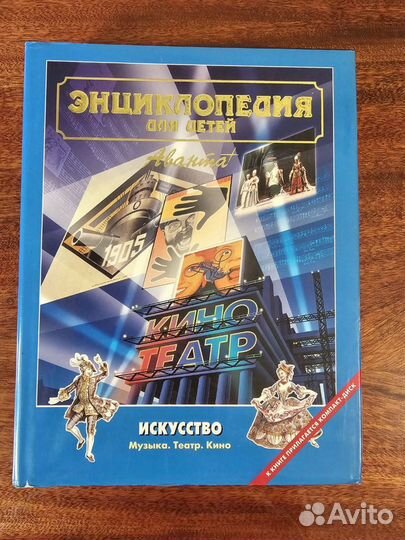 ЭНЦИКЛОПЕДИЯ
ДЛЯ ДЕТЕЙ
Аванта+
1905
КИНО
ТЕАТР
ИСКУССТВО
Музыка. Театр. Кино
К КНИГЕ ПРИЛАГАЕТСЯ КОМПАКТ-ДИСК
Avito